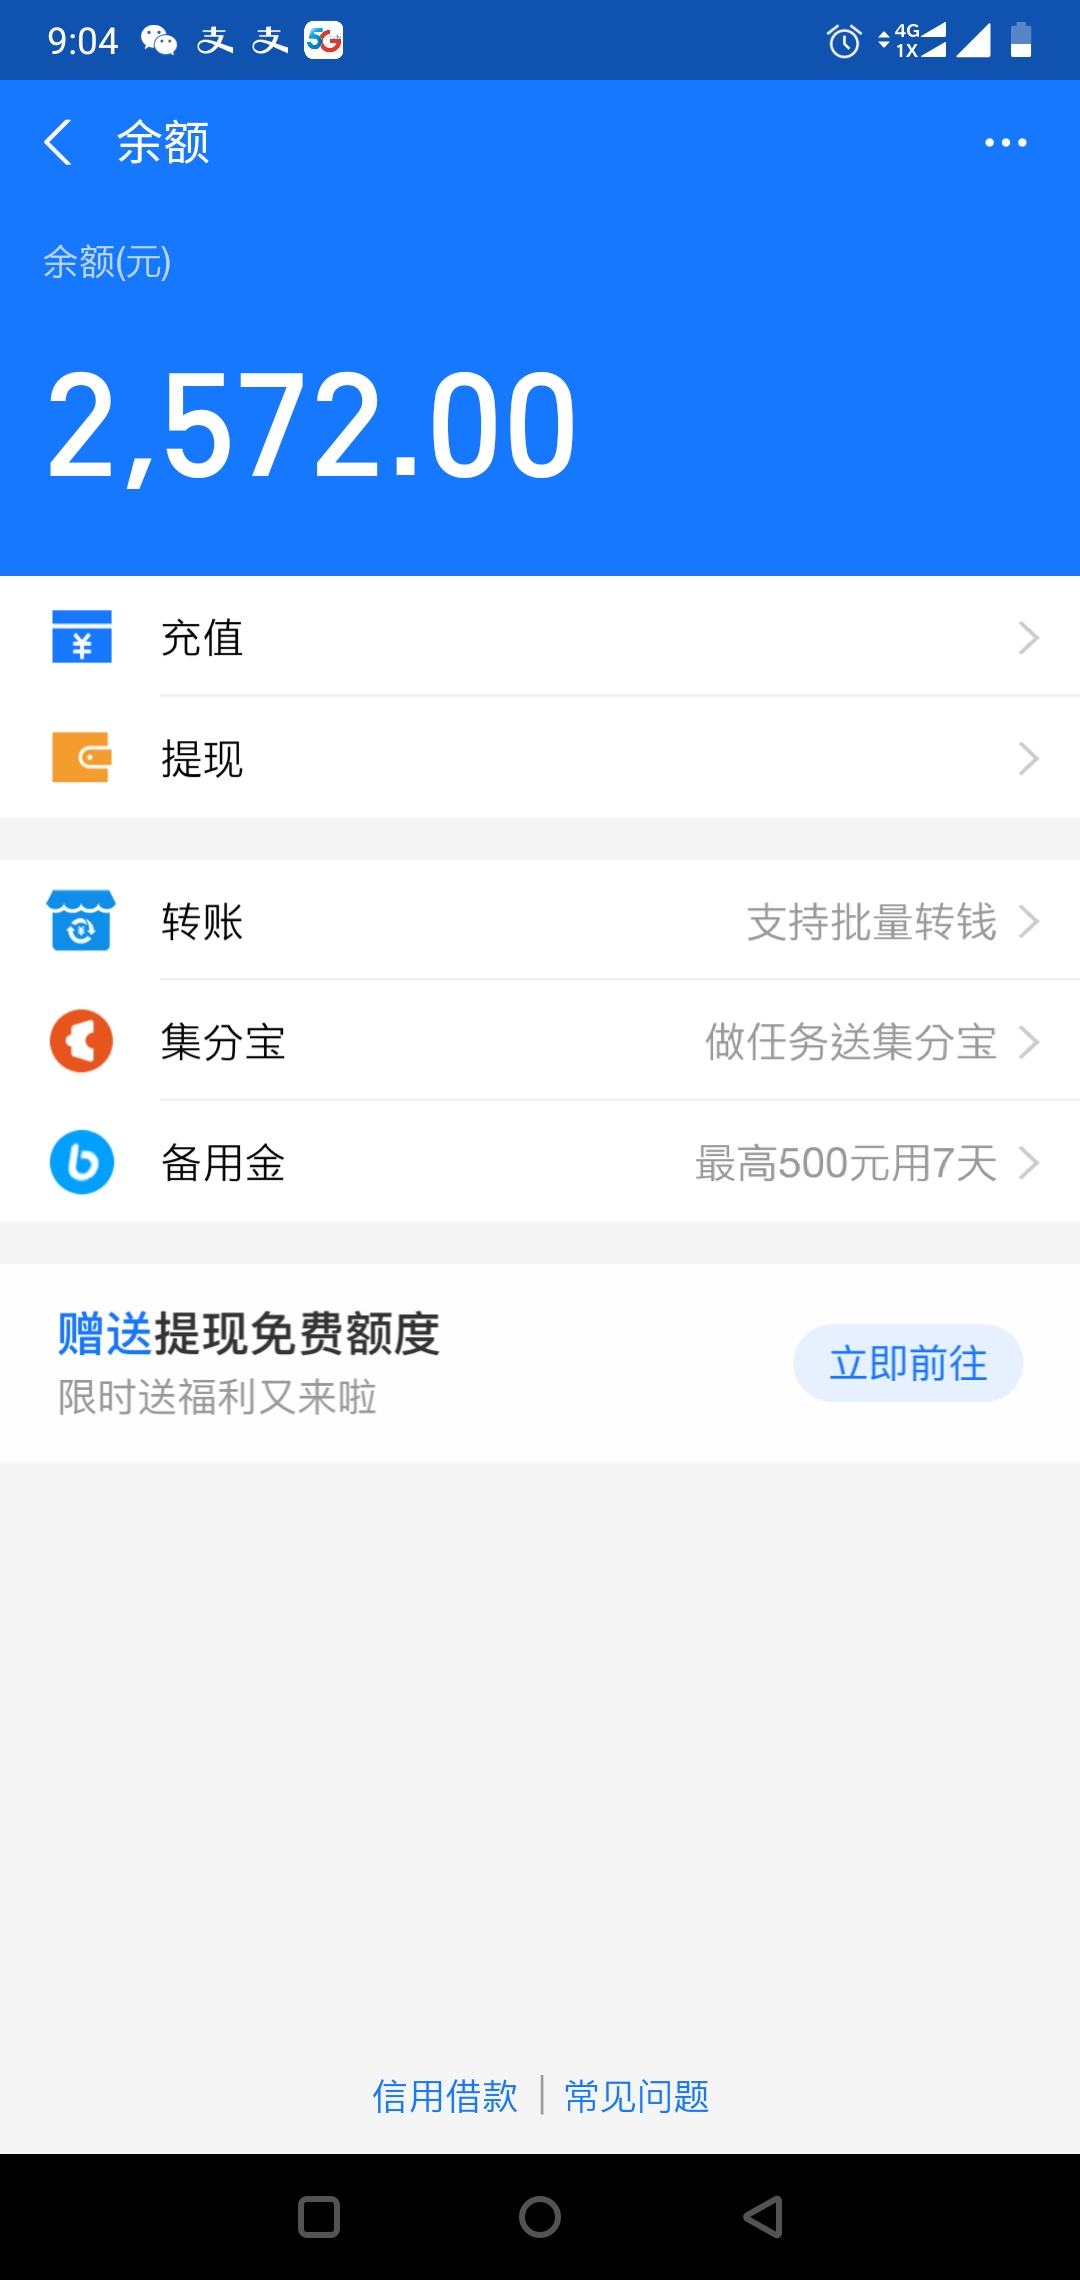 9:04 支 支 5G 4G 1X
余额
余额(元)
2,572.00
充值
提现
转账 支持批量转钱
集分宝 做任务送集分宝
备用金 最高500元用7天
赠送提现免费额度
限时送福利又来啦
立即前往
信用借款 | 常见问题